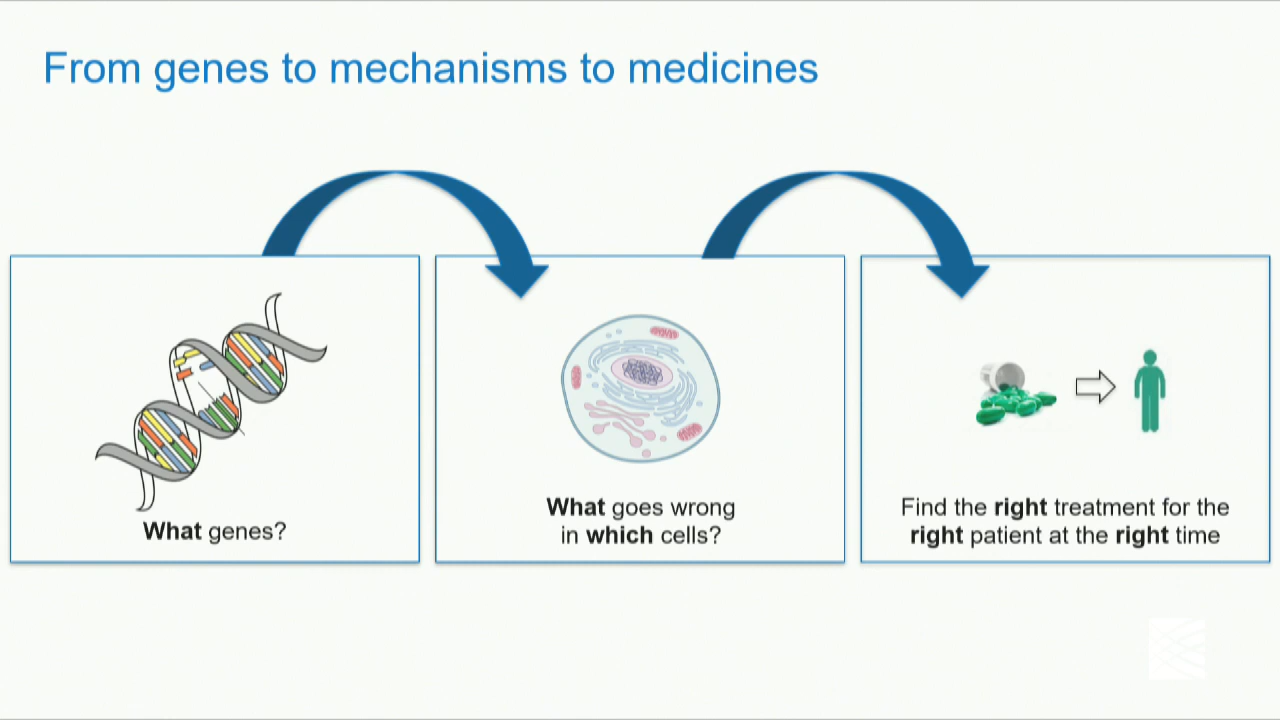 From genes to mechanisms to medicines
What genes?
What goes wrong
in which cells?
Find the right treatment for the
right patient at the right time